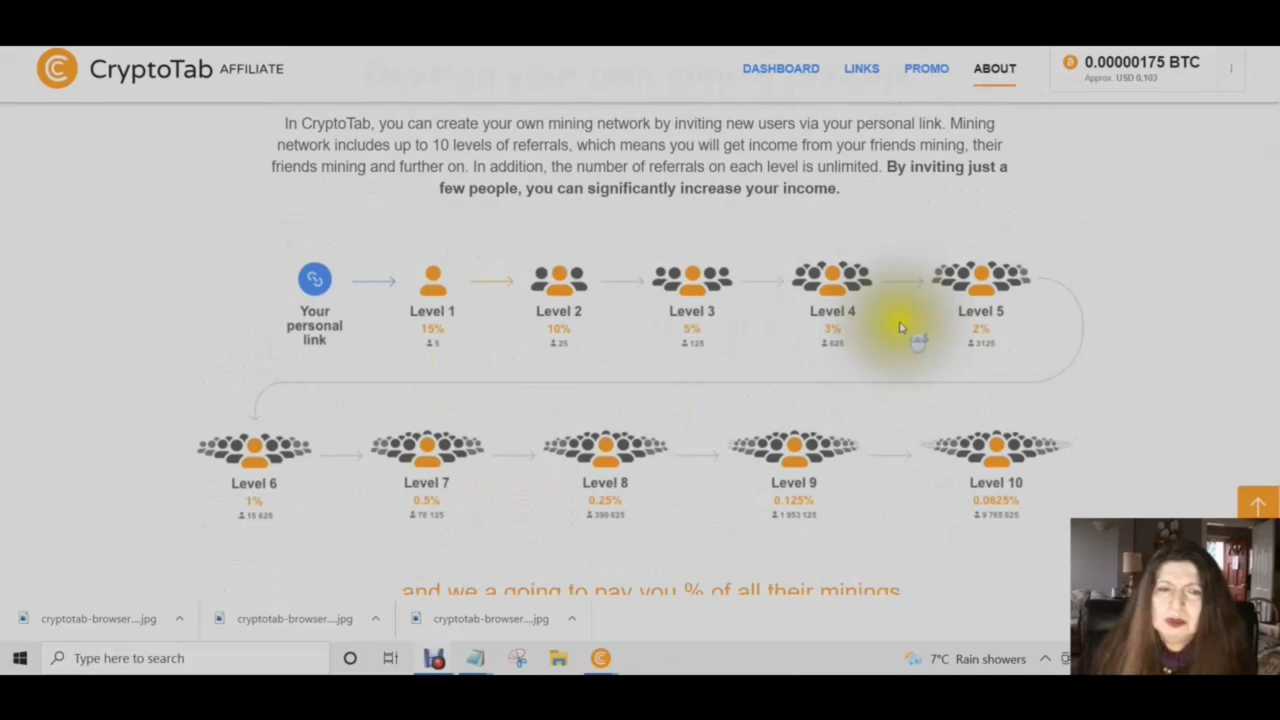 CryptoTab AFFILIATE
DASHBOARD LINKS PROMO ABOUT
0.00000175 BTC
Approx. USD 0.103
In CryptoTab, you can create your own mining network by inviting new users via your personal link. Mining
network includes up to 10 levels of referrals, which means you will get income from your friends mining, their
friends mining and further on. In addition, the number of referrals on each level is unlimited. By inviting just a
few people, you can significantly increase your income.
Your
personal
link
Level 1
15%
5
Level 2
10%
25
Level 3
5%
125
Level 4
3%
625
Level 5
2%
3125
Level 6
1%
15 625
Level 7
0.5%
78 125
Level 8
0.25%
390 625
Level 9
0.125%
1 953 125
Level 10
0.0625%
9 765 625
and we a going to pay you % of all their minings
cryptotab-browser....jpg
cryptotab-browser....jpg
cryptotab-browser....jpg
Type here to search
7°C Rain showers